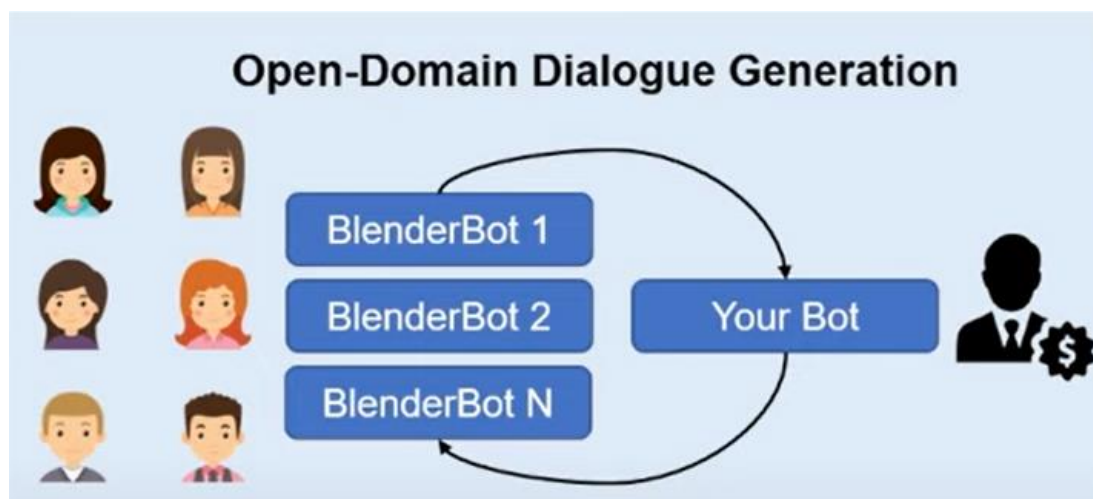 Open-Domain Dialogue Generation
BlenderBot 1
BlenderBot 2
Your Bot
$
BlenderBot N